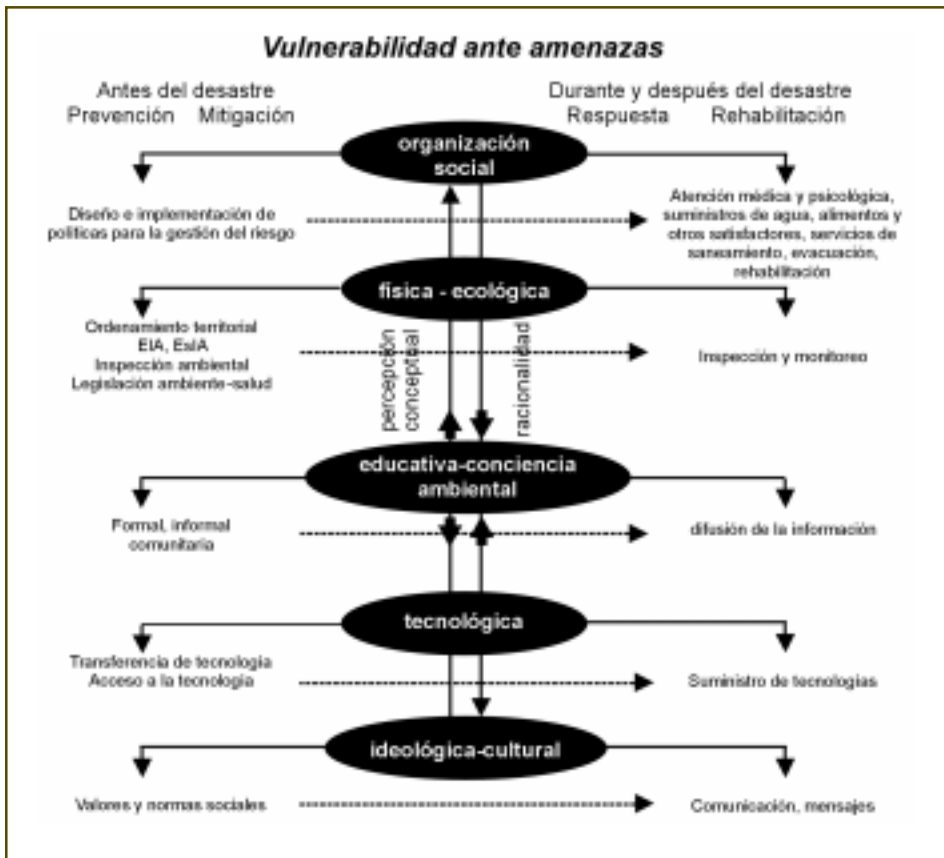 Vulnerabilidad ante amenazas
Antes del desastre
Prevención Mitigación
Durante y después del desastre
Respuesta Rehabilitación
organización
social
Diseño e implementación de
políticas para la gestión del riesgo
Atención médica y psicológica,
suministros de agua, alimentos y
otros satisfactores, servicios de
saneamiento, evacuación,
rehabilitación
física - ecológica
Ordenamiento territorial
EIA, EsIA
Inspección ambiental
Legislación ambiente-salud
percepción
conceptual
racionalidad
Inspección y monitoreo
educativa-conciencia
ambiental
Formal, informal
comunitaria
difusión de la información
tecnológica
Transferencia de tecnología
Acceso a la tecnología
Suministro de tecnologías
ideológica-cultural
Valores y normas sociales
Comunicación, mensajes